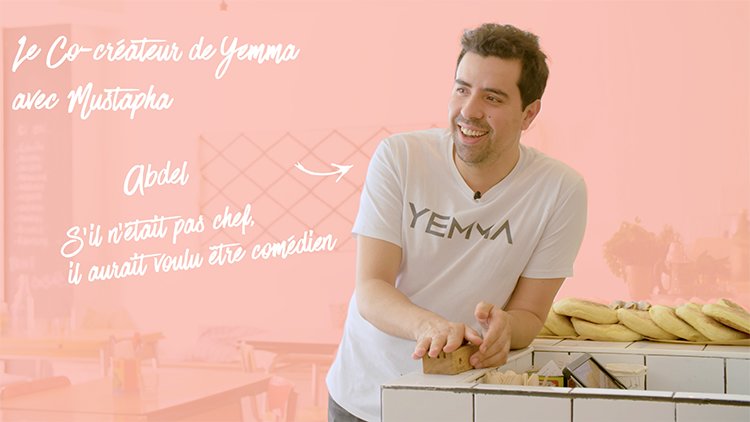 Le Co-créateur de Yemma
avec Mustapha
Abdel
S'il n'était pas chef,
il aurait voulu être comédien
YEMMA